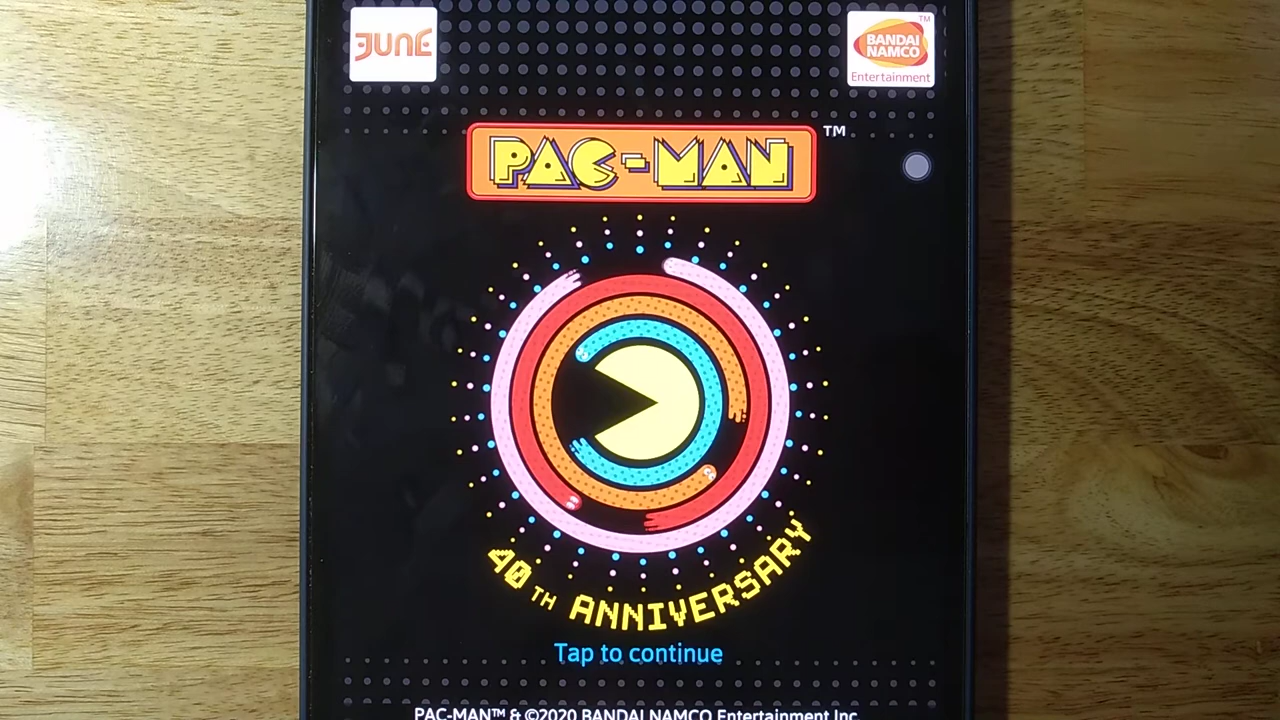 JUNE
BANDAI
NAMCO
TM
Entertainment
PAC-MAN
TM
40TH ANNIVERSARY
Tap to continue
PAC-MAN™ & ©2020 BANDAI NAMCO Entertainment Inc.